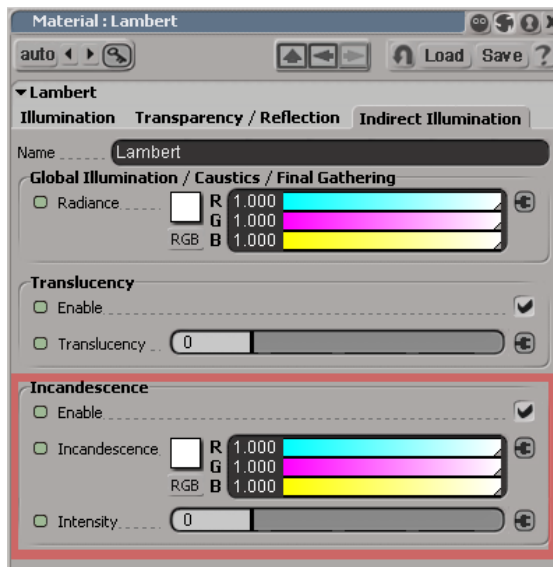 Material : Lambert
auto Load Save ?
Lambert
Illumination Transparency / Reflection Indirect Illumination
Name Lambert
Global Illumination / Caustics / Final Gathering
Radiance R 1.000
G 1.000
RGB B 1.000
Translucency
Enable
Translucency 0
Incandescence
Enable
Incandescence R 1.000
G 1.000
RGB B 1.000
Intensity 0